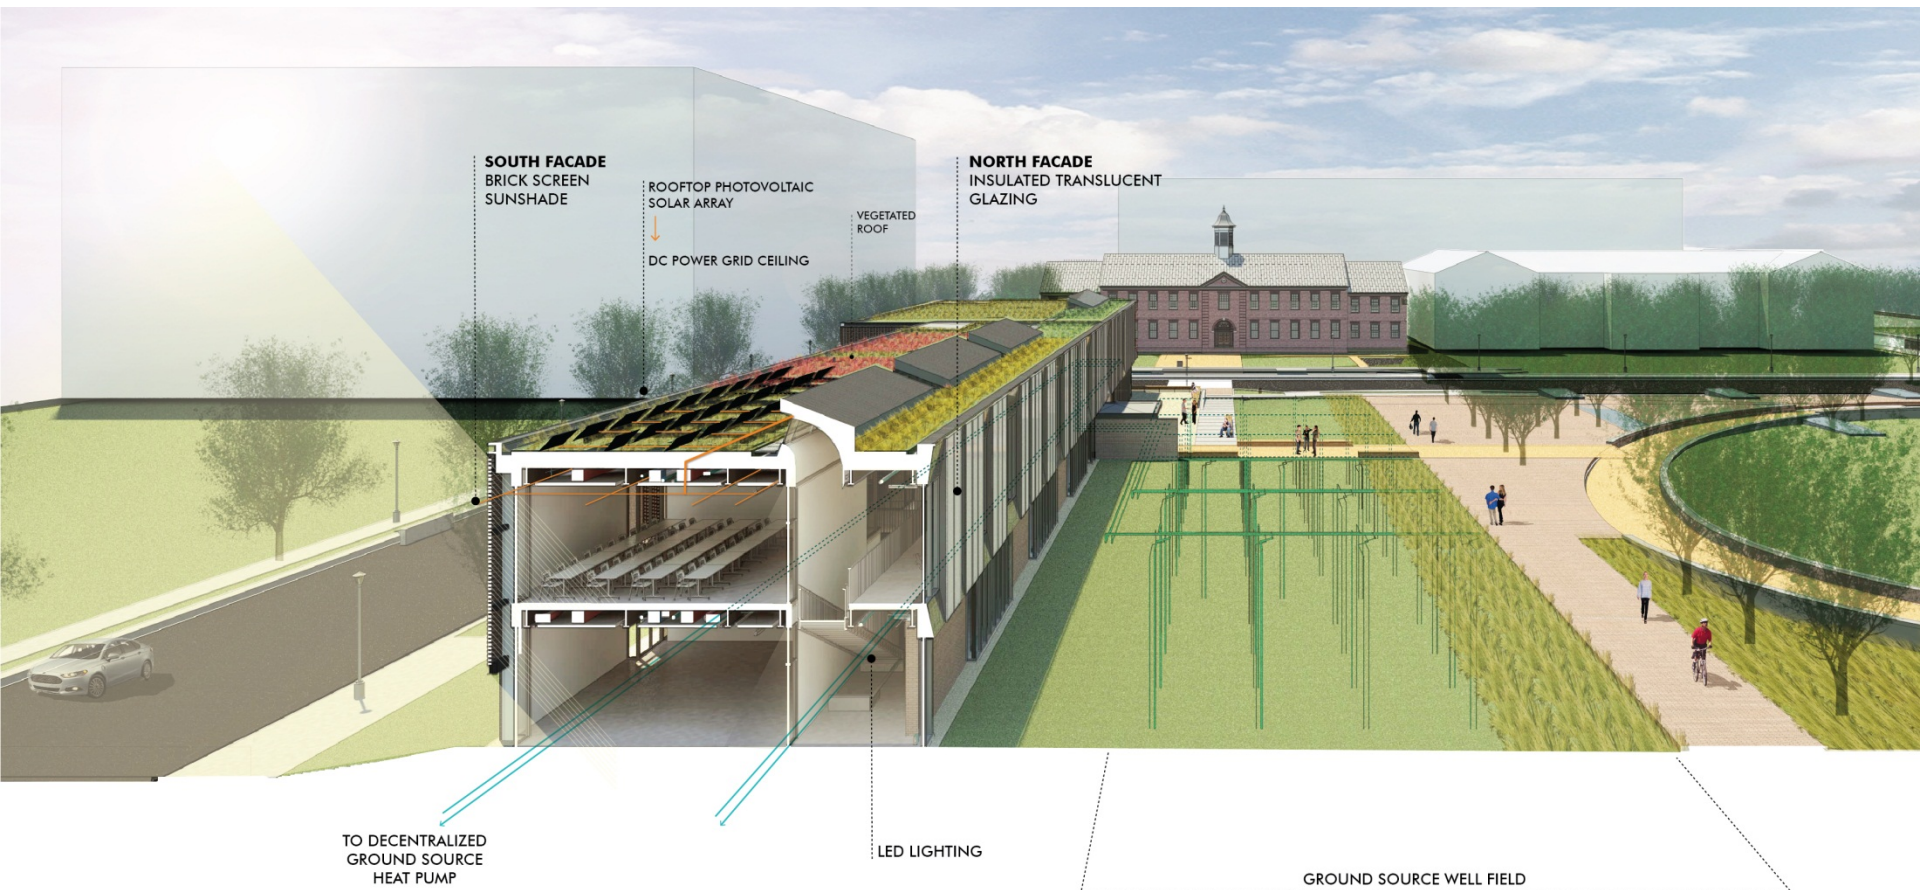 SOUTH FACADE
BRICK SCREEN
SUNSHADE
ROOFTOP PHOTOVOLTAIC
SOLAR ARRAY
DC POWER GRID CEILING
VEGETATED
ROOF
NORTH FACADE
INSULATED TRANSLUCENT
GLAZING
TO DECENTRALIZED
GROUND SOURCE
HEAT PUMP
LED LIGHTING
GROUND SOURCE WELL FIELD